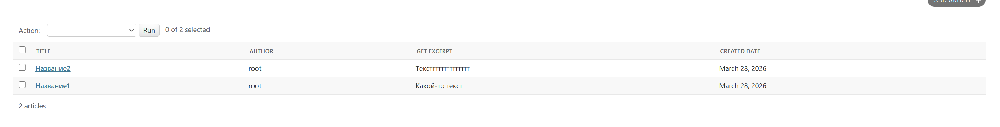 ADD ARTICLE +
Action: --------- Run 0 of 2 selected
TITLE AUTHOR GET EXCERPT CREATED DATE
Название2 root Тексттттттттттттттт March 28, 2026
Название1 root Какой-то текст March 28, 2026
2 articles